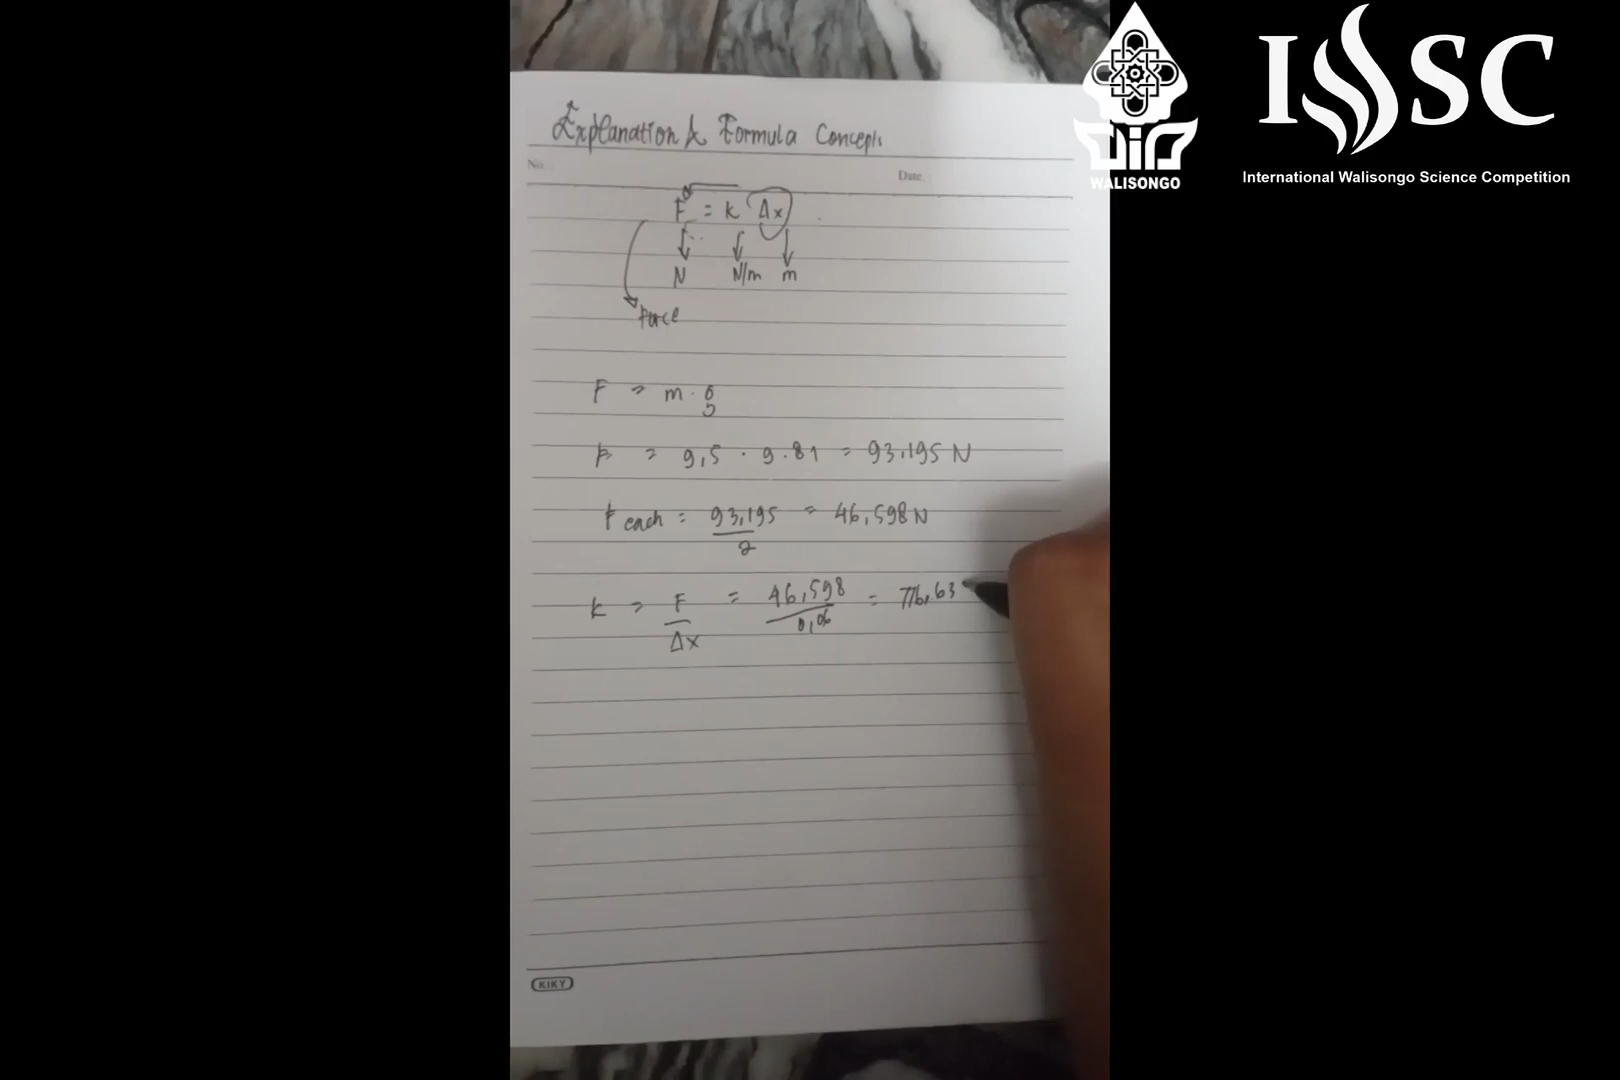 Explanation & Formula Concepts
No.
Date.
F = k Δx
N N/m m
Force
F = m . g
F = 9,5 . 9.81 = 93,195 N
F each = 93,195 / 2 = 46,598 N
k = F / Δx = 46,598 / 0,06 = 776,63
KIKY
WALISONGO
ISSC
International Walisongo Science Competition